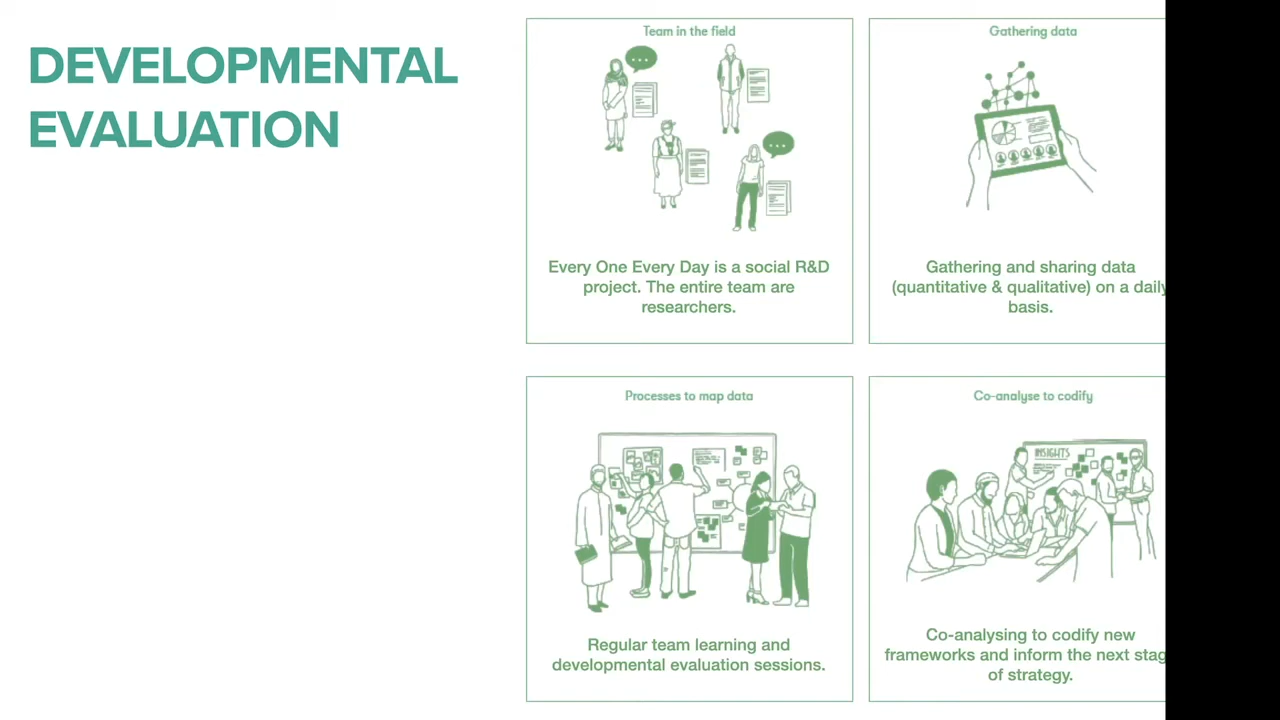 DEVELOPMENTAL
EVALUATION
Team in the field
Every One Every Day is a social R&D
project. The entire team are
researchers.
Gathering data
Gathering and sharing data
(quantitative & qualitative) on a daily
basis.
Processes to map data
Regular team learning and
developmental evaluation sessions.
Co-analyse to codify
INSIGHTS
Co-analysing to codify new
frameworks and inform the next stag
of strategy.